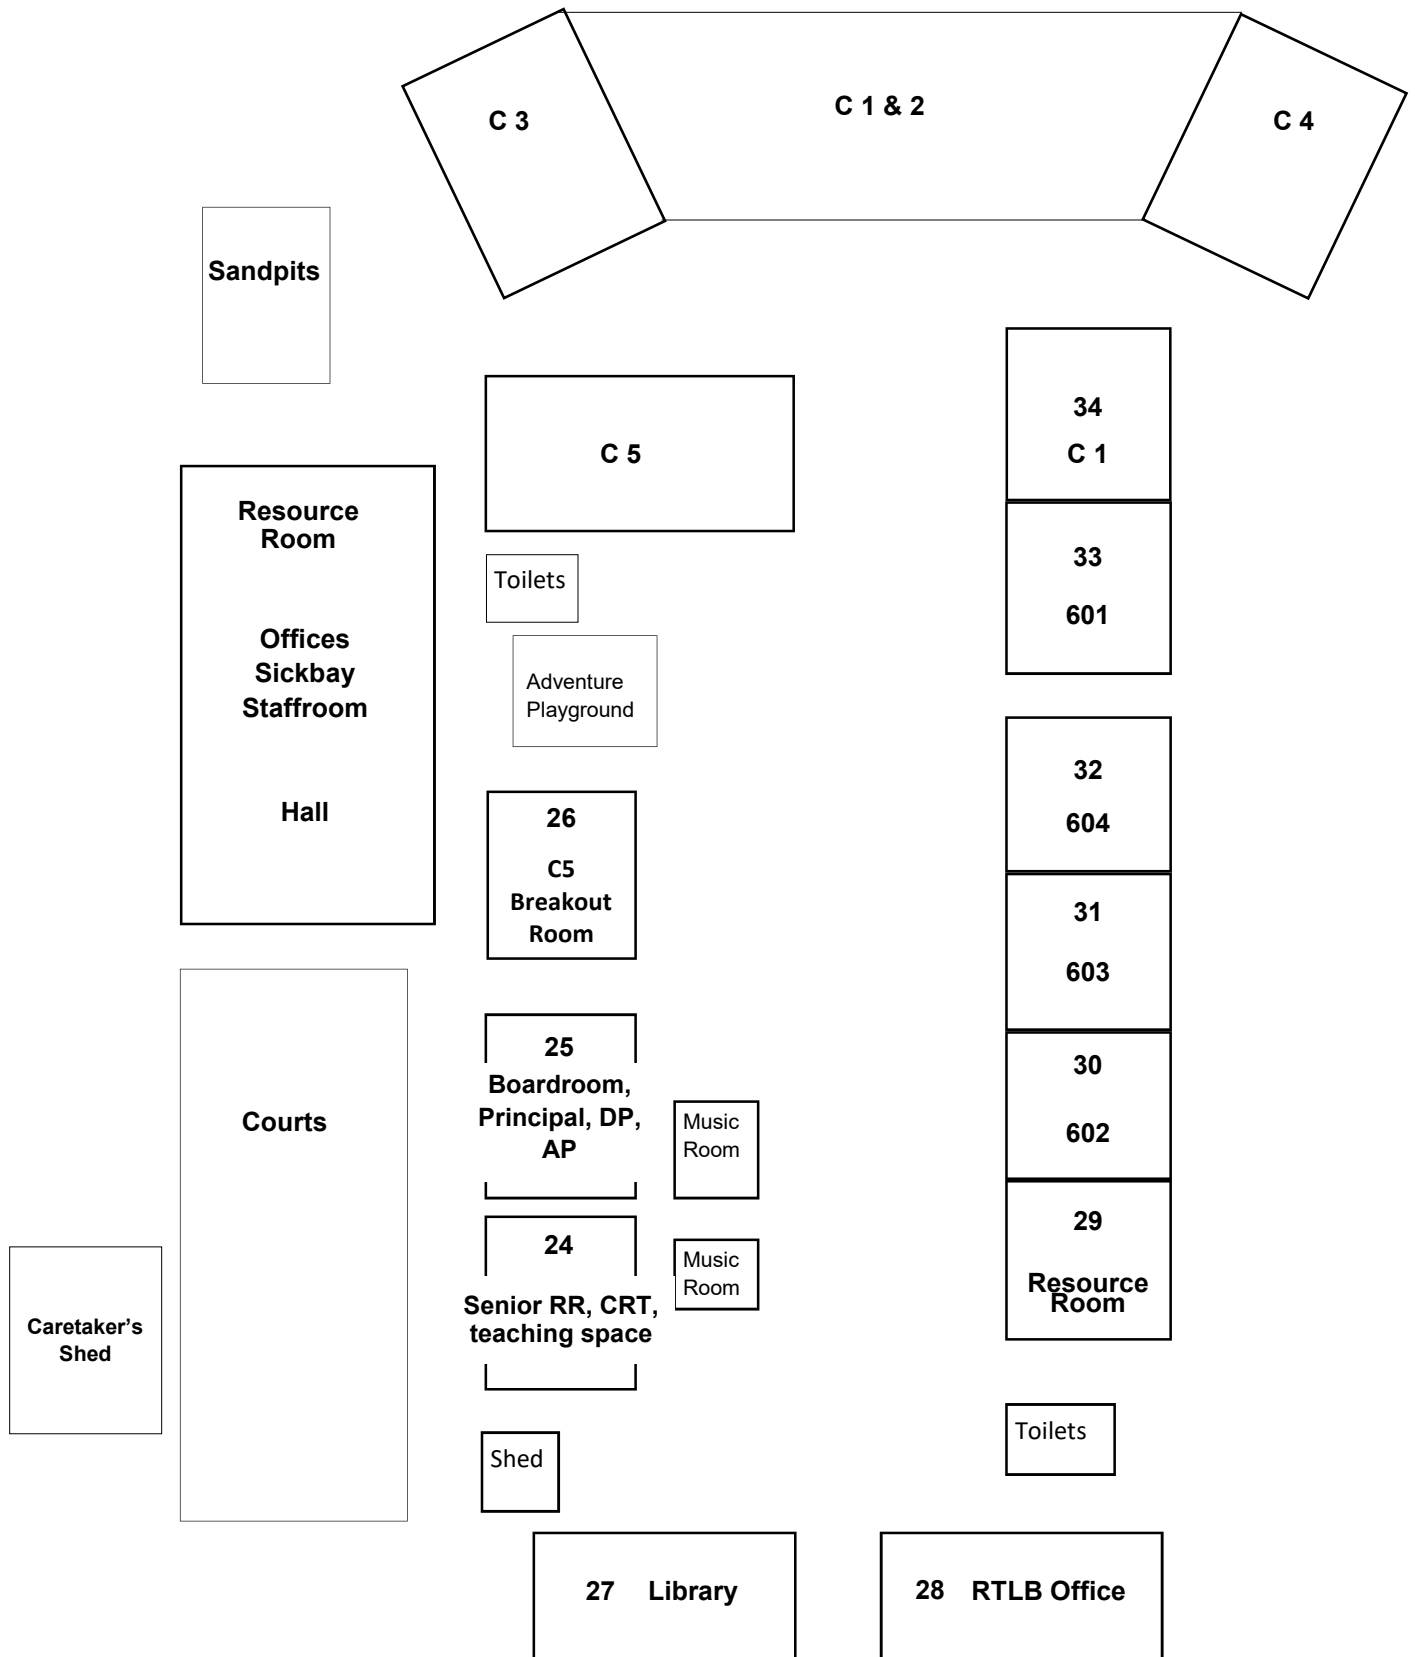 C 3
C 1 & 2
C 4
Sandpits
34
C 1
C 5
Resource
Room
Offices
Sickbay
Staffroom
Hall
Toilets
Adventure
Playground
33
601
32
604
26
C5
Breakout
Room
31
603
25
Boardroom,
Principal, DP,
AP
Music
Room
30
602
Courts
24
Senior RR, CRT,
teaching space
Music
Room
29
Resource
Room
Caretaker’s
Shed
Shed
Toilets
27 Library
28 RTLB Office